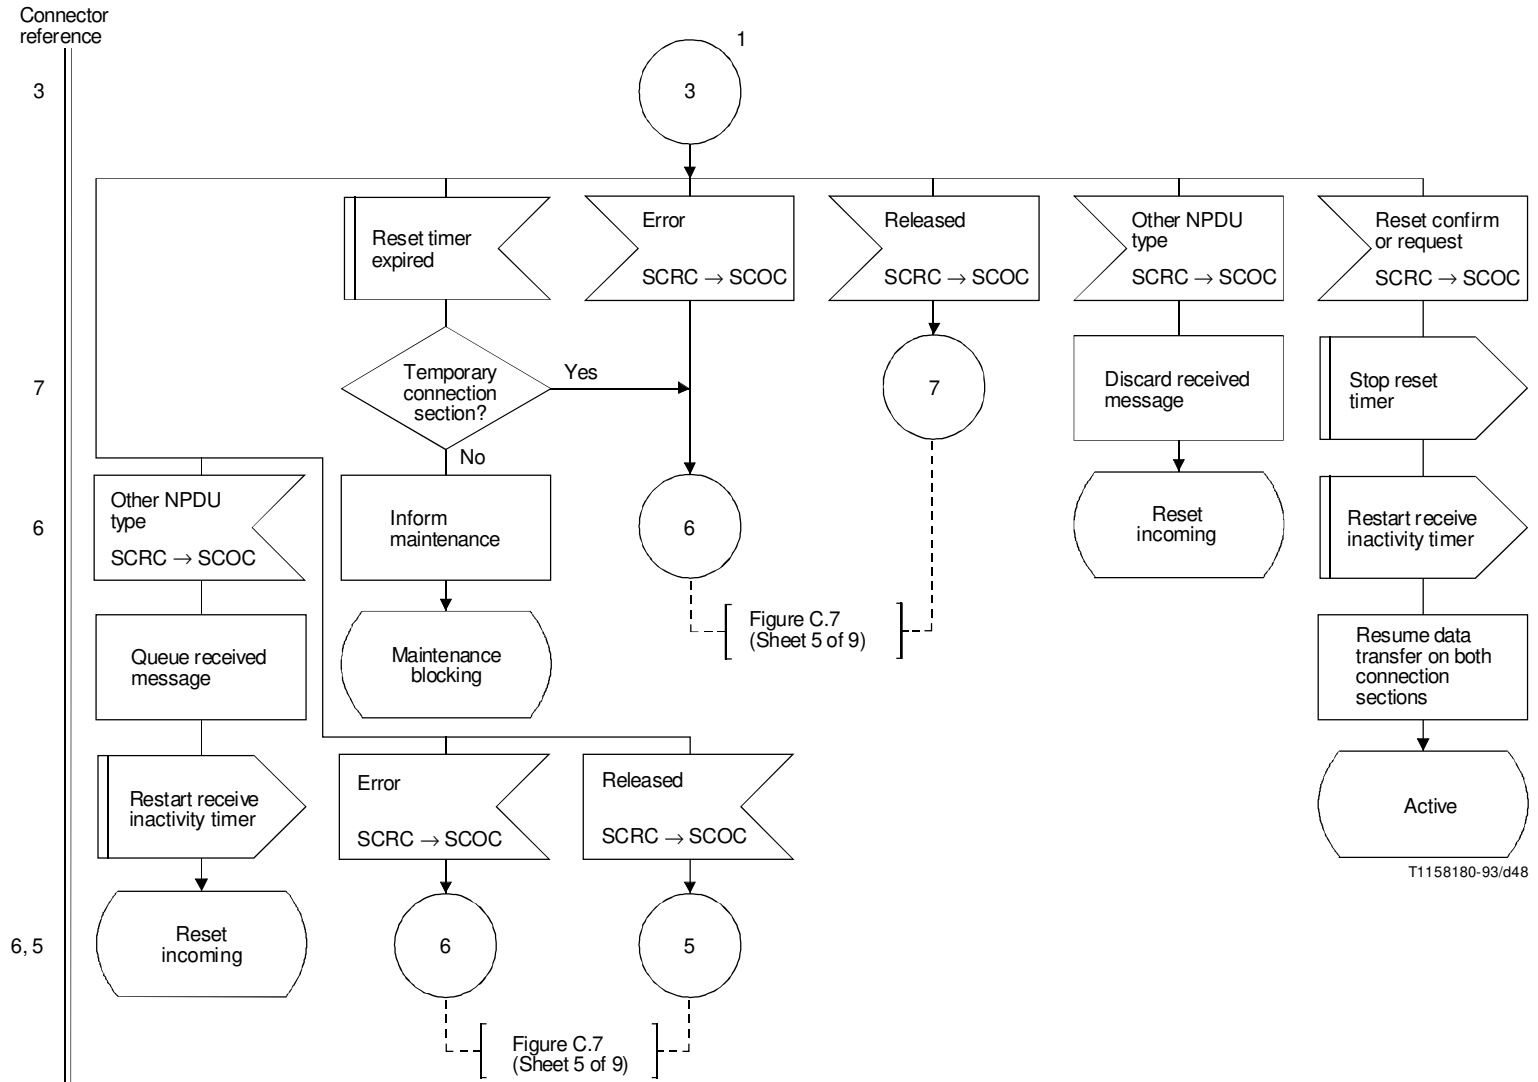 Connector
reference
1
3
3
Reset timer
expired
Error
SCRC → SCOC
Released
SCRC → SCOC
Other NPDU
type
SCRC → SCOC
Reset confirm
or request
SCRC → SCOC
7
Temporary
connection
section?
Yes
No
7
Discard received
message
Stop reset
timer
6
Other NPDU
type
SCRC → SCOC
Inform
maintenance
6
Reset
incoming
Restart receive
inactivity timer
Figure C.7
(Sheet 5 of 9)
Queue received
message
Maintenance
blocking
Resume data
transfer on both
connection
sections
Restart receive
inactivity timer
Error
SCRC → SCOC
Released
SCRC → SCOC
Active
T1158180-93/d48
6, 5
Reset
incoming
6
5
Figure C.7
(Sheet 5 of 9)